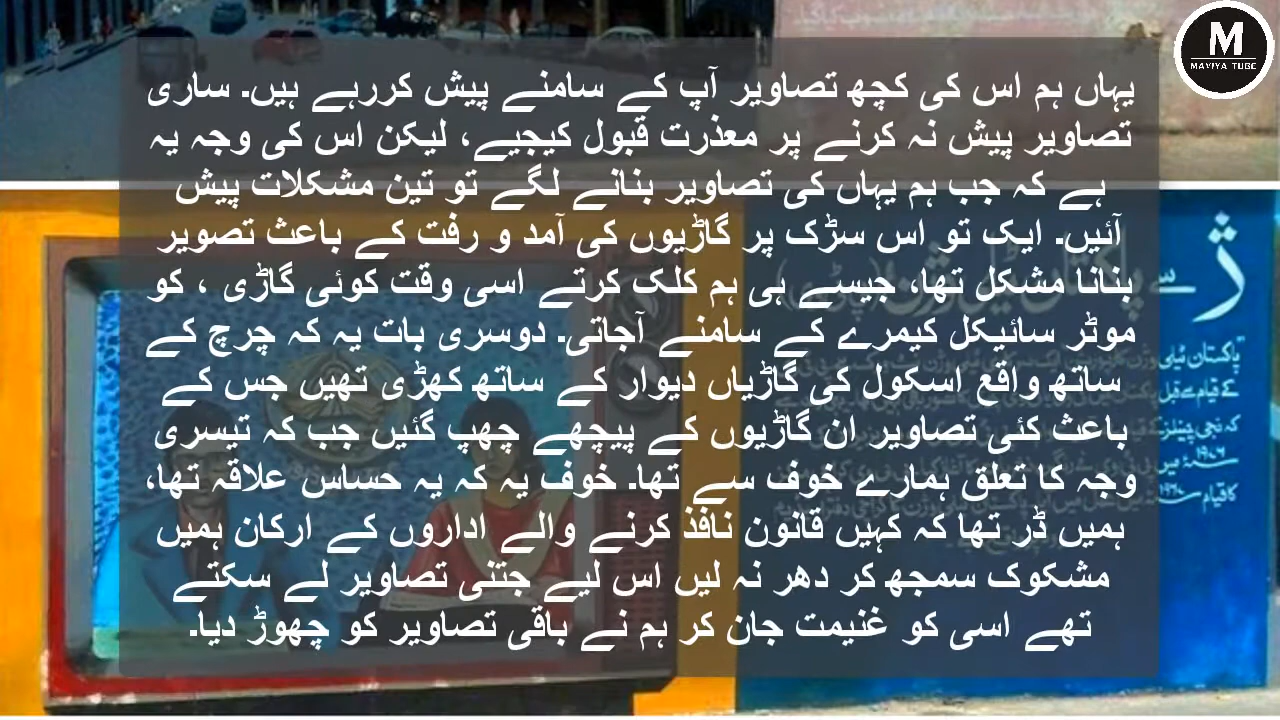 M
MAVIYA TUBE
یہاں ہم اس کی کچھ تصاویر آپ کے سامنے پیش کررہے ہیں۔ ساری
تصاویر پیش نہ کرنے پر معذرت قبول کیجیے، لیکن اس کی وجہ یہ
ہے کہ جب ہم یہاں کی تصاویر بنانے لگے تو تین مشکلات پیش
آئیں۔ ایک تو اس سڑک پر گاڑیوں کی آمد و رفت کے باعث تصویر
بنانا مشکل تھا، جیسے ہی ہم کلک کرتے اسی وقت کوئی گاڑی ، کو
موٹر سائیکل کیمرے کے سامنے آجاتی۔ دوسری بات یہ کہ چرچ کے
ساتھ واقع اسکول کی گاڑیاں دیوار کے ساتھ کھڑی تھیں جس کے
باعث کئی تصاویر ان گاڑیوں کے پیچھے چھپ گئیں جب کہ تیسری
وجہ کا تعلق ہمارے خوف سے تھا۔ خوف یہ کہ یہ حساس علاقہ تھا،
ہمیں ڈر تھا کہ کہیں قانون نافذ کرنے والے اداروں کے ارکان ہمیں
مشکوک سمجھ کر دھر نہ لیں اس لیے جتنی تصاویر لے سکتے
تھے اسی کو غنیمت جان کر ہم نے باقی تصاویر کو چھوڑ دیا۔
ژ سے
پاکستان ٹیلی
کے قیام سے قبل